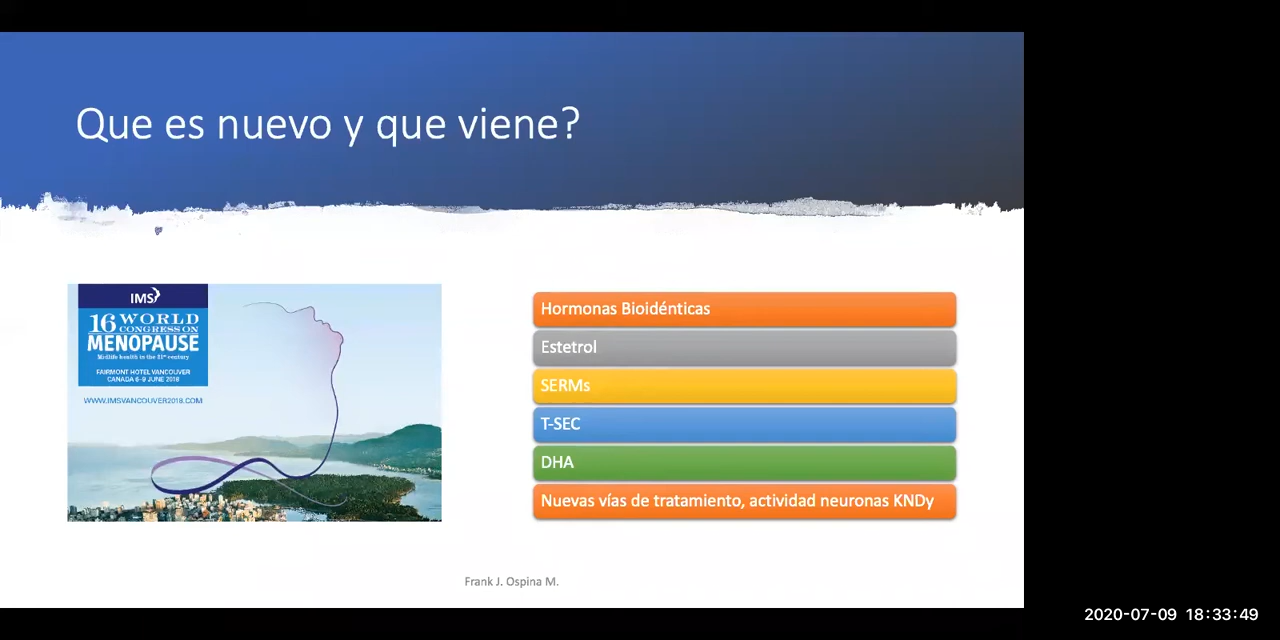 Que es nuevo y que viene?
IMS
16 WORLD
CONGRESS ON
MENOPAUSE
Midlife health in the 21st century
FAIRMONT HOTEL VANCOUVER
CANADA 6-9 JUNE 2018
WWW.IMSVANCOUVER2018.COM
Hormonas Bioidénticas
Estetrol
SERMs
T-SEC
DHA
Nuevas vías de tratamiento, actividad neuronas KNDy
Frank J. Ospina M.
2020-07-09 18:33:49